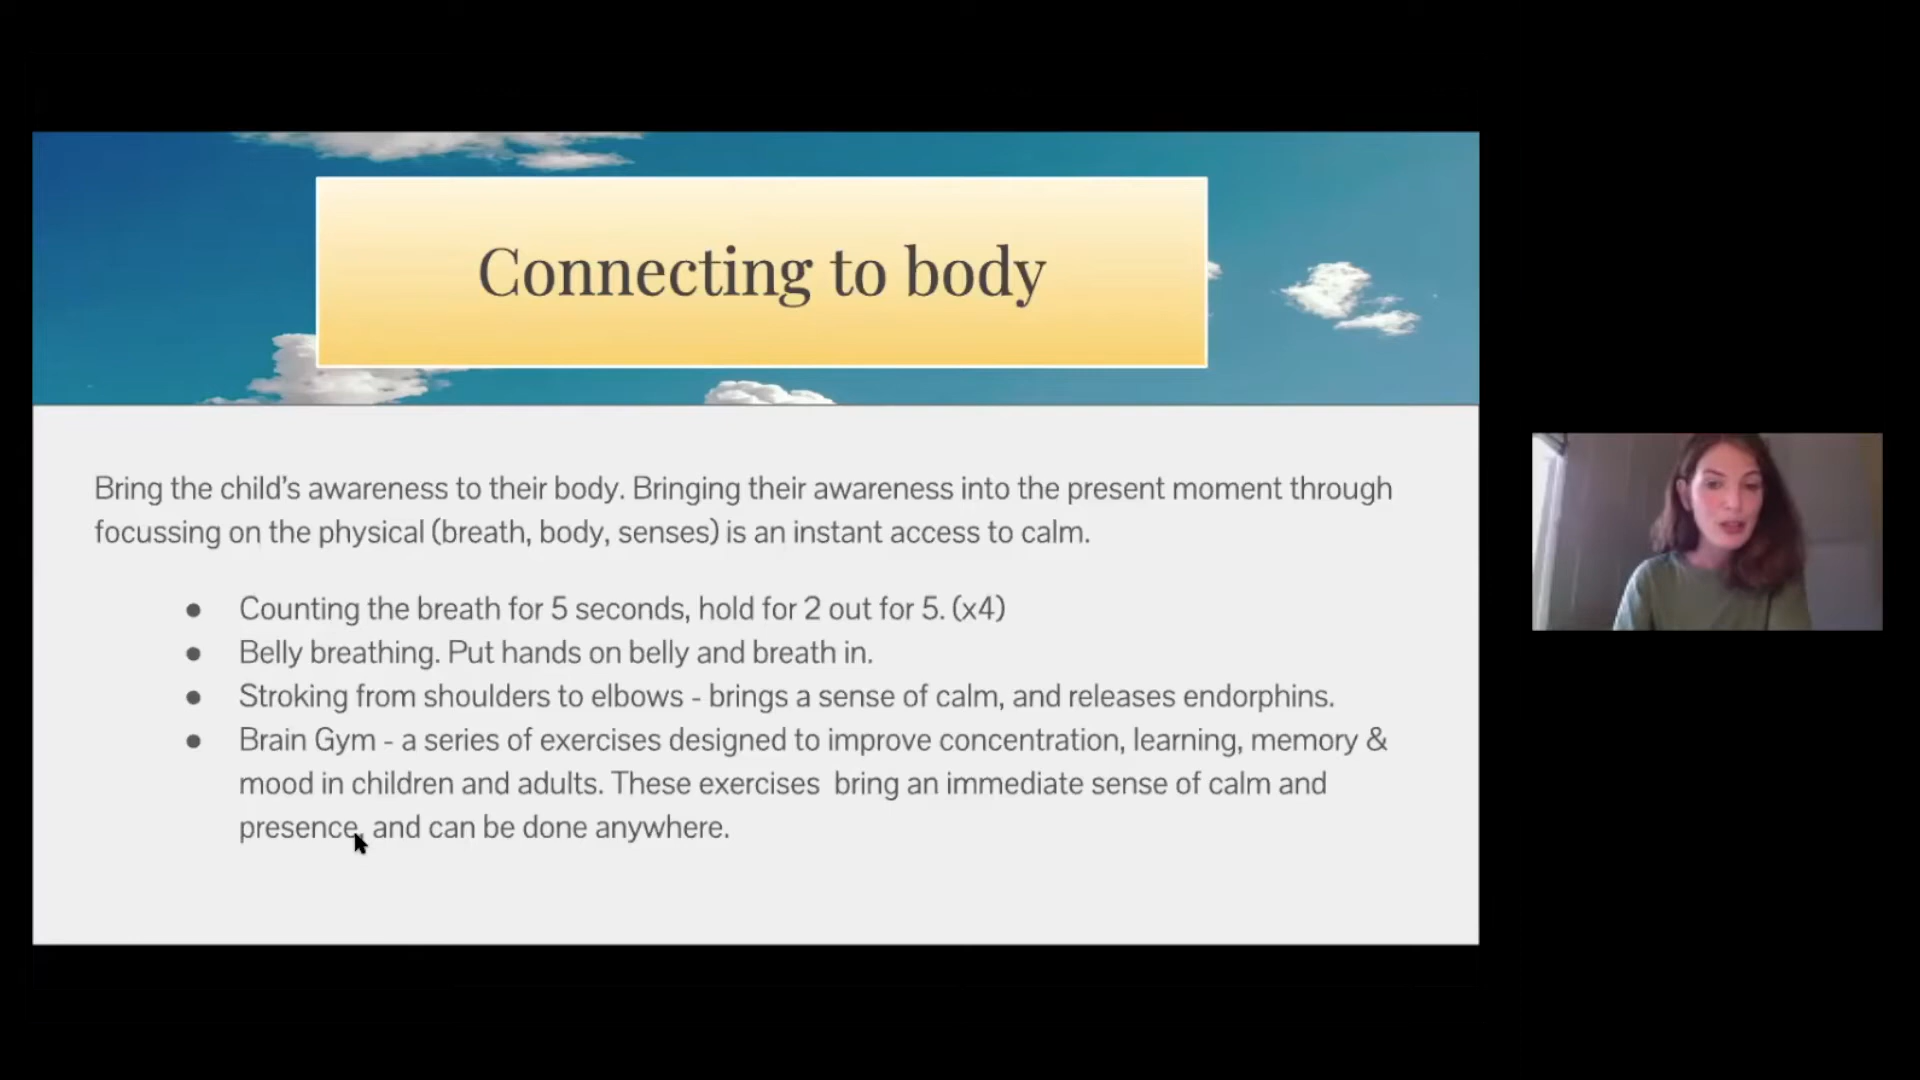 Connecting to body
Bring the child's awareness to their body. Bringing their awareness into the present moment through
focussing on the physical (breath, body, senses) is an instant access to calm.
● Counting the breath for 5 seconds, hold for 2 out for 5. (x4)
● Belly breathing. Put hands on belly and breath in.
● Stroking from shoulders to elbows - brings a sense of calm, and releases endorphins.
● Brain Gym - a series of exercises designed to improve concentration, learning, memory &
mood in children and adults. These exercises  bring an immediate sense of calm and
presence, and can be done anywhere.